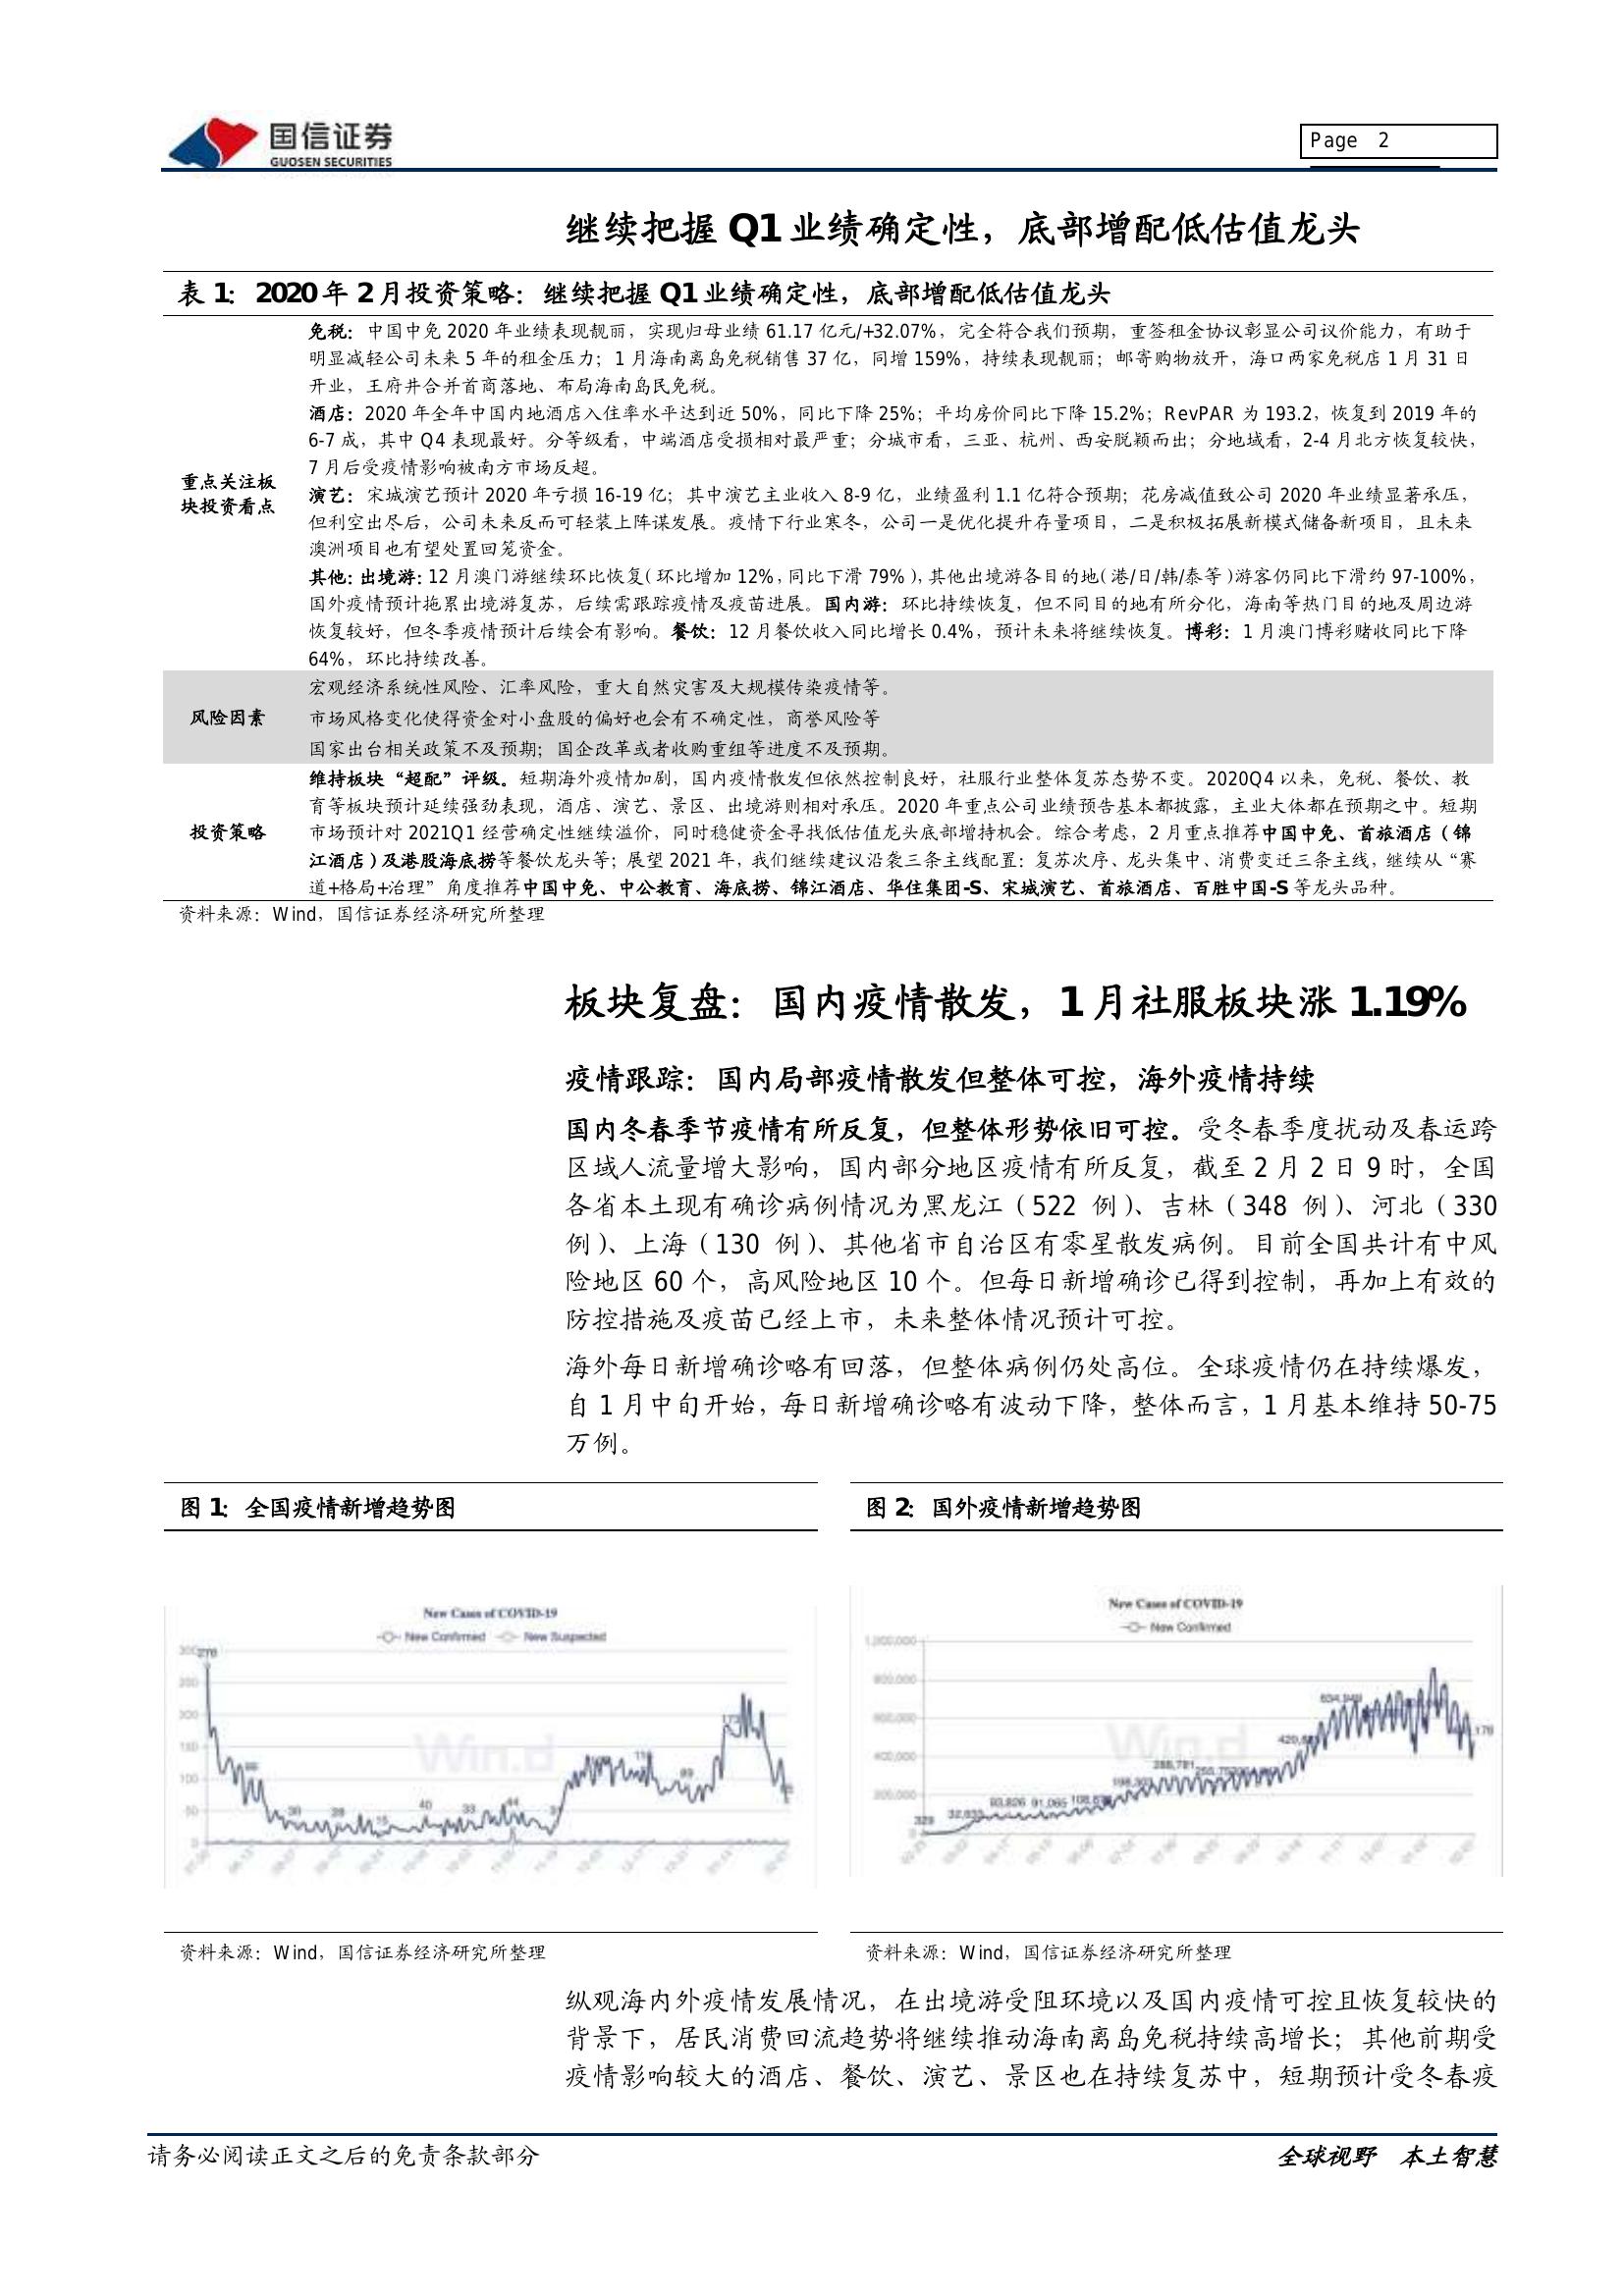 国信证券
GUOSEN SECURITIES
Page 2
继续把握 Q1 业绩确定性，底部增配低估值龙头
表 1： 2020 年 2 月投资策略：继续把握 Q1 业绩确定性，底部增配低估值龙头
重点关注板
块投资看点
免税：中国中免 2020 年业绩表现靓丽，实现归母业绩 61.17 亿元/+32.07%，完全符合我们预期，重签租金协议彰显公司议价能力，有助于
明显减轻公司未来 5 年的租金压力；1 月海南离岛免税销售 37 亿，同增 159%，持续表现靓丽；邮寄购物放开，海口两家免税店 1 月 31 日
开业，王府井合并首商落地、布局海南岛民免税。
酒店：2020 年全年中国内地酒店入住率水平达到近 50%，同比下降 25%；平均房价同比下降 15.2%；RevPAR 为 193.2，恢复到 2019 年的
6-7 成，其中 Q4 表现最好。分等级看，中端酒店受损相对最严重；分城市看，三亚、杭州、西安脱颖而出；分地域看，2-4 月北方恢复较快，
7 月后受疫情影响被南方市场反超。
演艺：宋城演艺预计 2020 年亏损 16-19 亿；其中演艺主业收入 8-9 亿，业绩盈利 1.1 亿符合预期；花房减值致公司 2020 年业绩显著承压，
但利空出尽后，公司未来反而可轻装上阵谋发展。疫情下行业寒冬，公司一是优化提升存量项目，二是积极拓展新模式储备新项目，且未来
澳洲项目也有望处置回笼资金。
其他：出境游：12 月澳门游继续环比恢复（环比增加 12%，同比下滑 79%），其他出境游各目的地（港/日/韩/泰等）游客仍同比下滑约 97-100%，
国外疫情预计拖累出境游复苏，后续需跟踪疫情及疫苗进展。国内游：环比持续恢复，但不同目的地有所分化，海南等热门目的地及周边游
恢复较好，但冬季疫情预计后续会有影响。餐饮：12 月餐饮收入同比增长 0.4%，预计未来将继续恢复。博彩：1 月澳门博彩赌收同比下降
64%，环比持续改善。
风险因素
宏观经济系统性风险、汇率风险，重大自然灾害及大规模传染疫情等。
市场风格变化使得资金对小盘股的偏好也会有不确定性，商誉风险等
国家出台相关政策不及预期；国企改革或者收购重组等进度不及预期。
投资策略
维持板块“超配”评级。短期海外疫情加剧，国内疫情散发但依然控制良好，社服行业整体复苏态势不变。2020Q4 以来，免税、餐饮、教
育等板块预计延续强劲表现，酒店、演艺、景区、出境游则相对承压。2020 年重点公司业绩预告基本都披露，主业大体都在预期之中。短期
市场预计对 2021Q1 经营确定性继续溢价，同时稳健资金寻找低估值龙头底部增持机会。综合考虑，2 月重点推荐中国中免、首旅酒店（锦
江酒店）及港股海底捞等餐饮龙头等；展望 2021 年，我们继续建议沿袭三条主线配置：复苏次序、龙头集中、消费变迁三条主线，继续从“赛
道+格局+治理”角度推荐中国中免、中公教育、海底捞、锦江酒店、华住集团-S、宋城演艺、首旅酒店、百胜中国-S 等龙头品种。
资料来源：Wind，国信证券经济研究所整理
板块复盘：国内疫情散发，1 月社服板块涨 1.19%
疫情跟踪：国内局部疫情散发但整体可控，海外疫情持续
国内冬春季节疫情有所反复，但整体形势依旧可控。受冬春季度扰动及春运跨
区域人流量增大影响，国内部分地区疫情有所反复，截至 2 月 2 日 9 时，全国
各省本土现有确诊病例情况为黑龙江（522 例）、吉林（348 例）、河北（330
例）、上海（130 例）、其他省市自治区有零星散发病例。目前全国共计有中风
险地区 60 个，高风险地区 10 个。但每日新增确诊已得到控制，再加上有效的
防控措施及疫苗已经上市，未来整体情况预计可控。
海外每日新增确诊略有回落，但整体病例仍处高位。全球疫情仍在持续爆发，
自 1 月中旬开始，每日新增确诊略有波动下降，整体而言，1 月基本维持 50-75
万例。
图 1： 全国疫情新增趋势图
New Cases of COVID-19
New Confirmed New Suspected
300
276
250
200
150
100
50
0
40
33
44
89
Win.d
资料来源：Wind，国信证券经济研究所整理
图 2： 国外疫情新增趋势图
New Cases of COVID-19
New Confirmed
1,000,000
800,000
600,000
400,000
200,000
0
93,826
91,065
Win.d
资料来源：Wind，国信证券经济研究所整理
纵观海内外疫情发展情况，在出境游受阻环境以及国内疫情可控且恢复较快的
背景下，居民消费回流趋势将继续推动海南离岛免税持续高增长；其他前期受
疫情影响较大的酒店、餐饮、演艺、景区也在持续复苏中，短期预计受冬春疫
请务必阅读正文之后的免责条款部分
全球视野 本土智慧